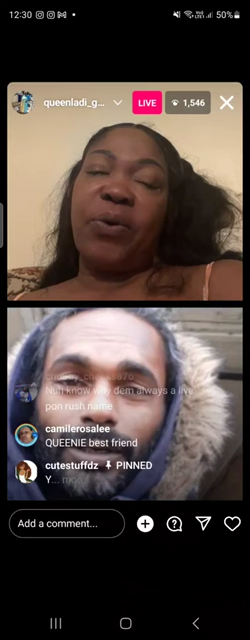 12:30
50%
queenladi_g...
LIVE
1,546
Nuh know why dem always a live
pon rush name
camilerosalee
QUEENIE best friend
cutestuffdz PINNED
Y... more
Add a comment...